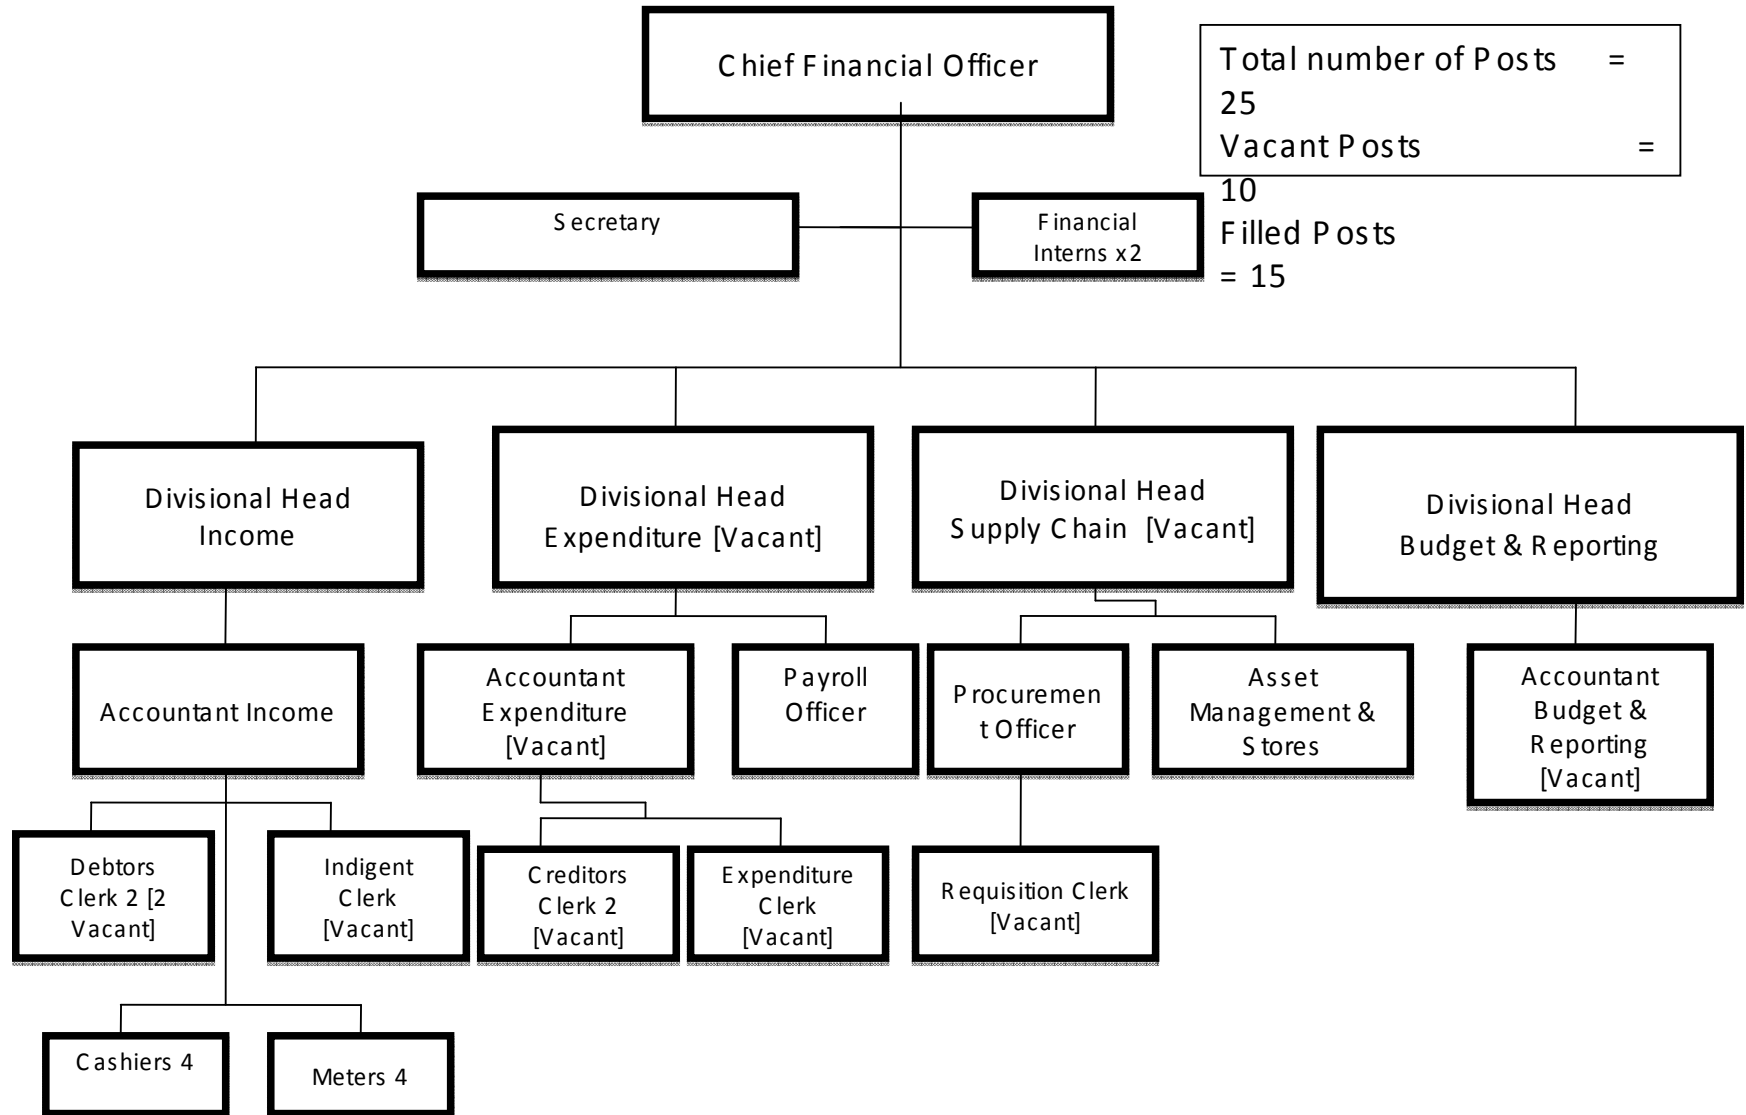 Chief Financial Officer
Total number of Posts =
25
Vacant Posts =
10
Filled Posts
= 15
Secretary
Financial
Interns x2
Divisional Head
Income
Divisional Head
Expenditure [Vacant]
Divisional Head
Supply Chain [Vacant]
Divisional Head
Budget & Reporting
Accountant Income
Accountant
Expenditure
[Vacant]
Payroll
Officer
Procuremen
t Officer
Asset
Management &
Stores
Accountant
Budget &
Reporting
[Vacant]
Debtors
Clerk 2 [2
Vacant]
Indigent
Clerk
[Vacant]
Creditors
Clerk 2
[Vacant]
Expenditure
Clerk
[Vacant]
Requisition Clerk
[Vacant]
Cashiers 4
Meters 4